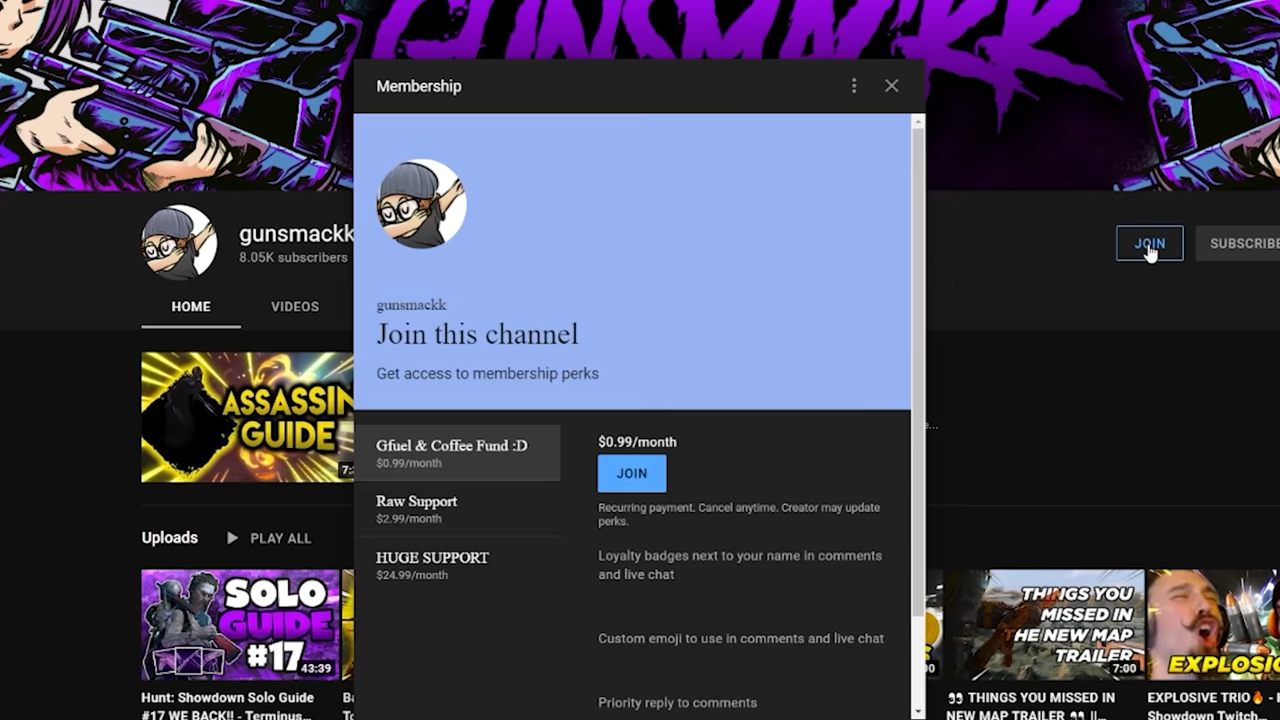 GUNSMACKK
Membership
gunsmackk
8.05K subscribers
JOIN
HOME
VIDEOS
gunsmackk
Join this channel
Get access to membership perks
ASSASSIN
GUIDE
Gfuel & Coffee Fund :D
$0.99/month
Raw Support
$2.99/month
HUGE SUPPORT
$24.99/month
$0.99/month
JOIN
Recurring payment. Cancel anytime. Creator may update
perks.
Loyalty badges next to your name in comments
and live chat
Custom emoji to use in comments and live chat
Priority reply to comments
Uploads
PLAY ALL
SOLO
GUIDE
#17
43:39
Hunt: Showdown Solo Guide
#17 WE BACK!! - Terminus...
THINGS YOU
MISSED IN
THE NEW MAP
TRAILER
7:00
👀 THINGS YOU MISSED IN
NEW MAP TRAILER 👀 ||
EXPLOSIVE TRIO🔥 -
Showdown Twitch